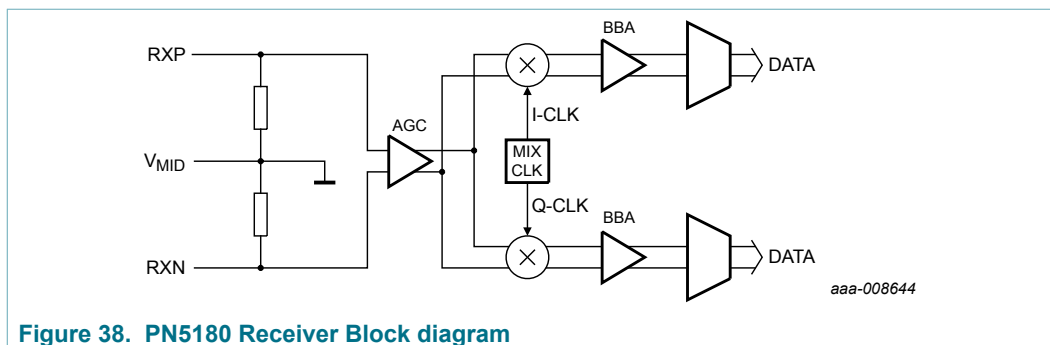 RXP
BBA
DATA
I-CLK
AGC
MIX
CLK
VMID
Q-CLK
BBA
RXN
DATA
aaa-008644
Figure 38. PN5180 Receiver Block diagram